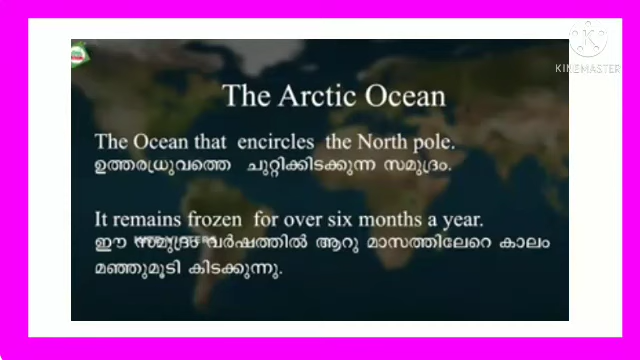 KINEMASTER
The Arctic Ocean
The Ocean that encircles the North pole.
ഉത്തരധ്രുവത്തെ ചുറ്റിക്കിടക്കുന്ന സമുദ്രം.
It remains frozen for over six months a year.
ഈ സമുദ്രം വർഷത്തിൽ ആറു മാസത്തിലേറെ കാലം
മഞ്ഞുമൂടി കിടക്കുന്നു.